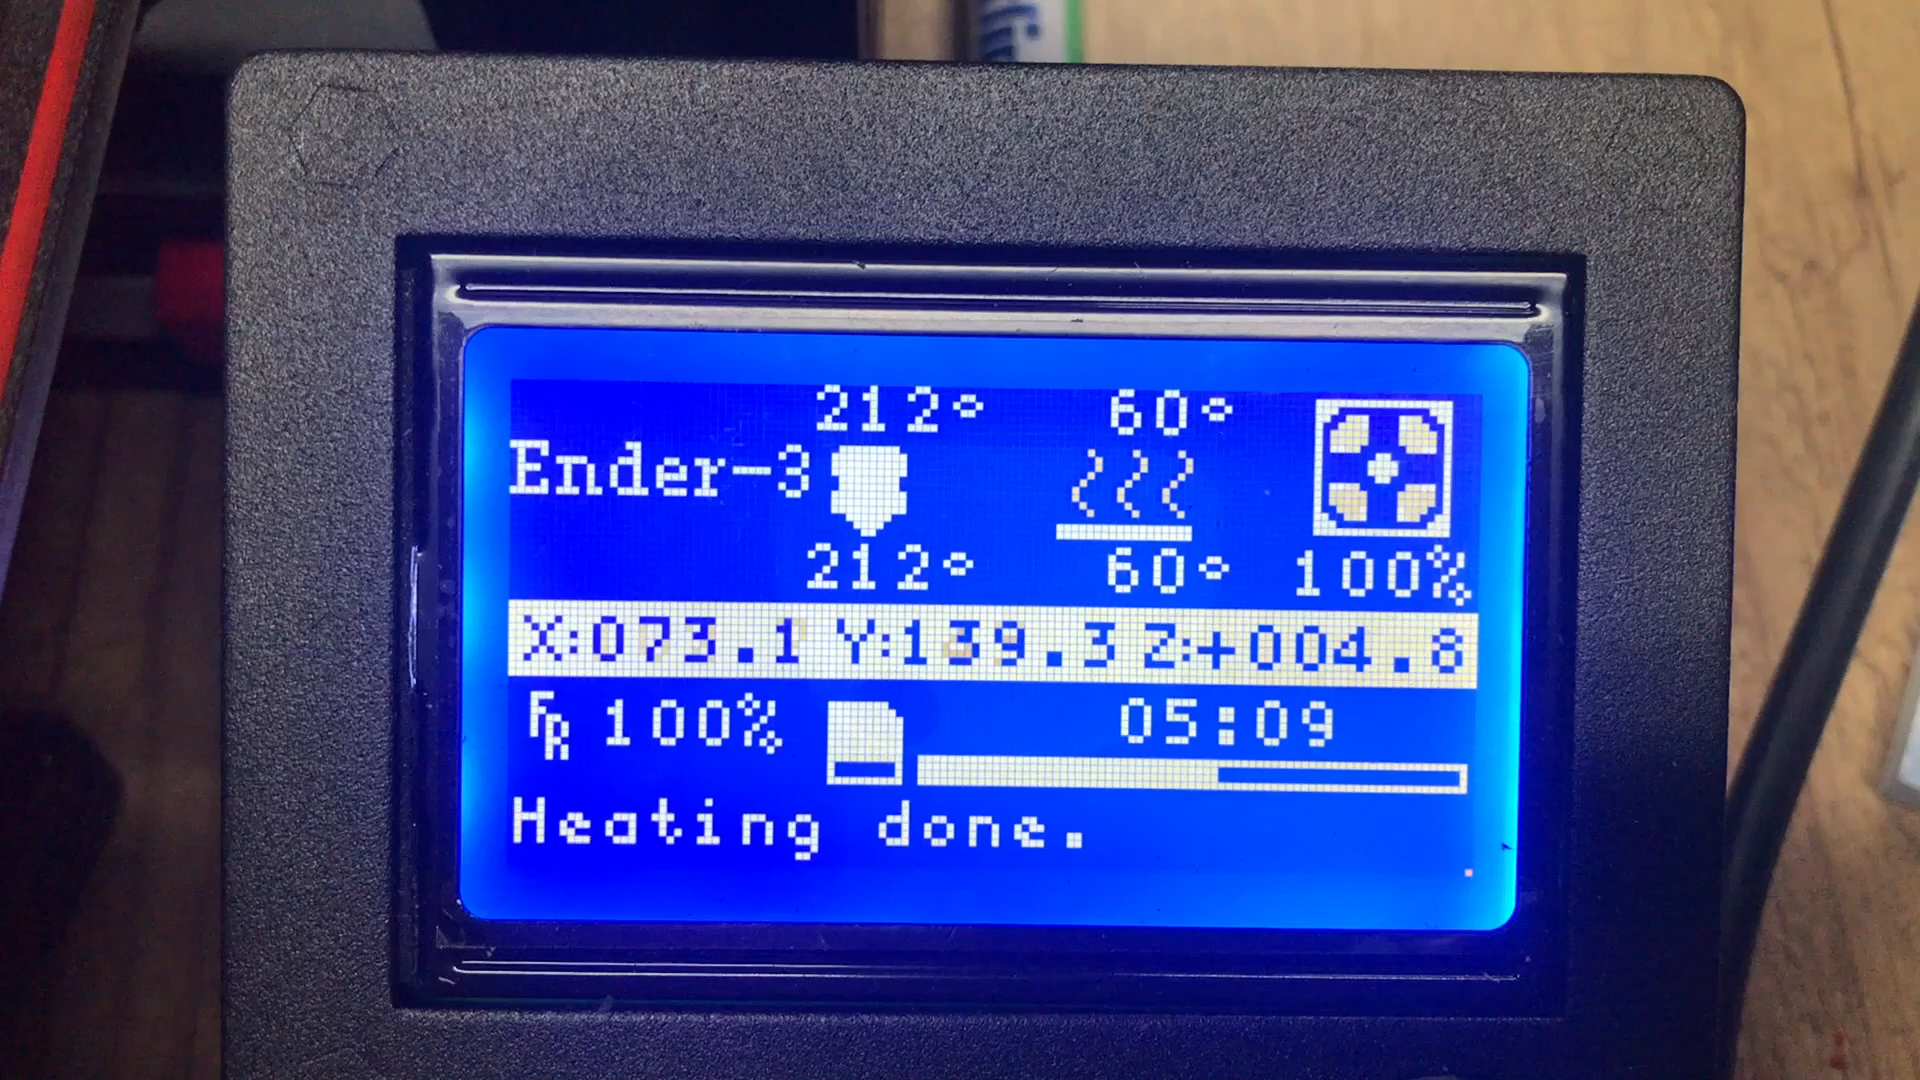 212° 60°
Ender-3
212° 60° 100%
X:073.1 Y:139.3 Z:+004.8
FR 100% 05:09
Heating done.